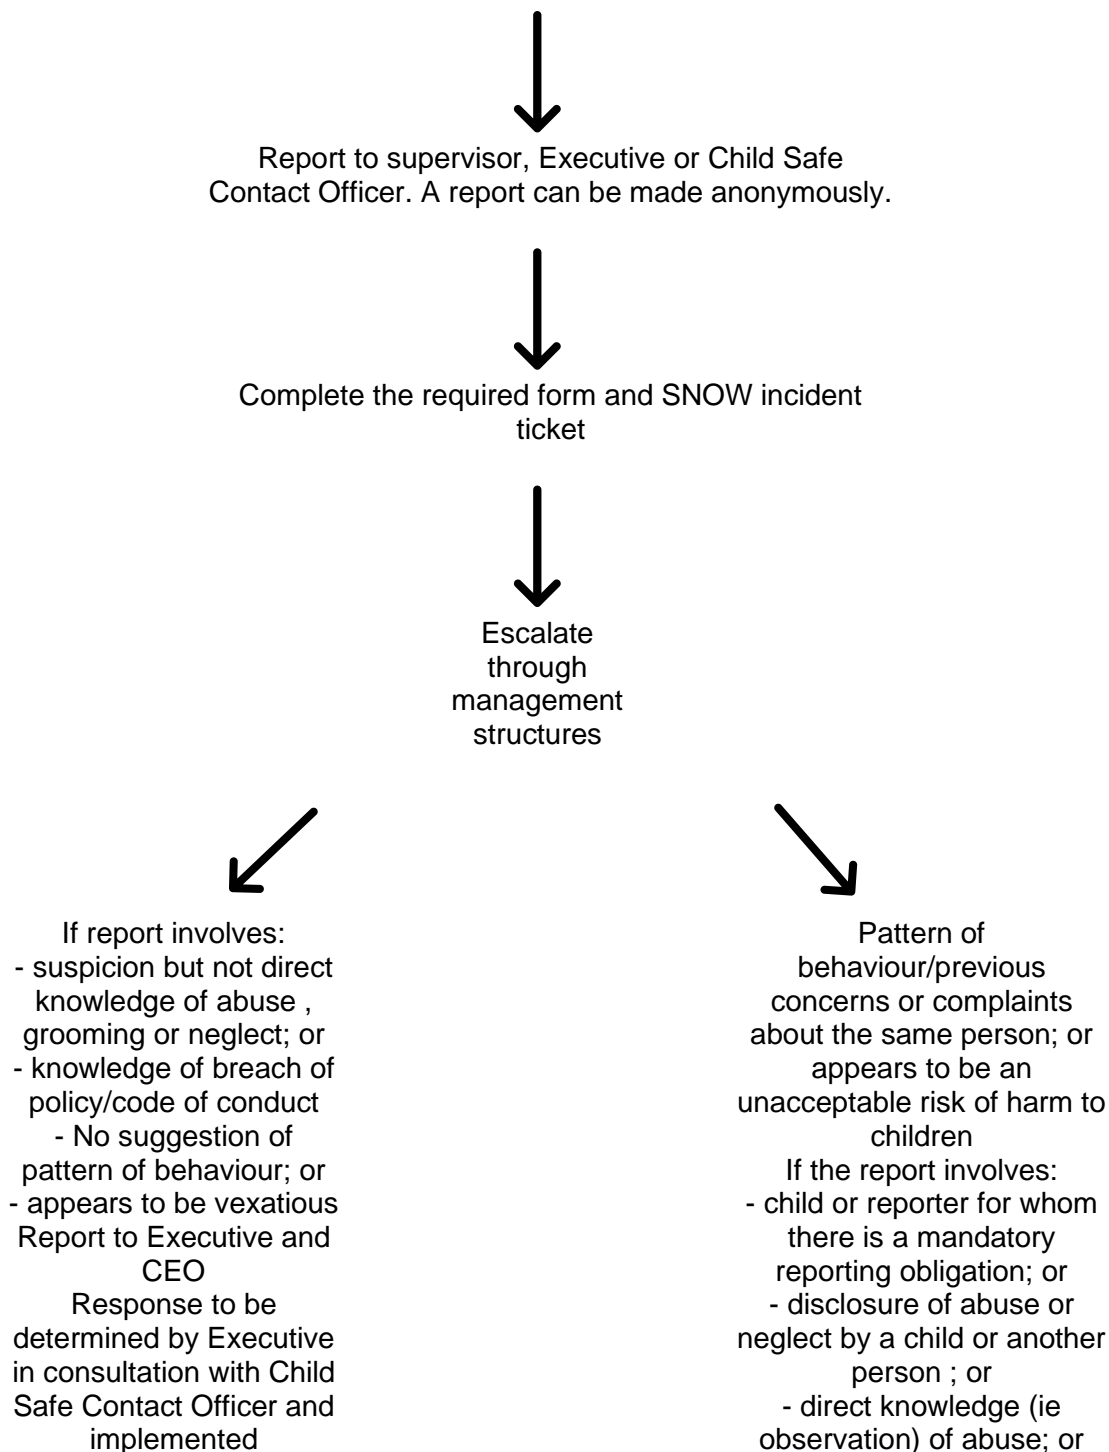 Report to supervisor, Executive or Child Safe
Contact Officer. A report can be made anonymously.
Complete the required form and SNOW incident
ticket
Escalate
through
management
structures
If report involves:
- suspicion but not direct
knowledge of abuse ,
grooming or neglect; or
- knowledge of breach of
policy/code of conduct
- No suggestion of
pattern of behaviour; or
- appears to be vexatious
Report to Executive and
CEO
Response to be
determined by Executive
in consultation with Child
Safe Contact Officer and
implemented
Pattern of
behaviour/previous
concerns or complaints
about the same person; or
appears to be an
unacceptable risk of harm to
children
If the report involves:
- child or reporter for whom
there is a mandatory
reporting obligation; or
- disclosure of abuse or
neglect by a child or another
person ; or
- direct knowledge (ie
observation) of abuse; or